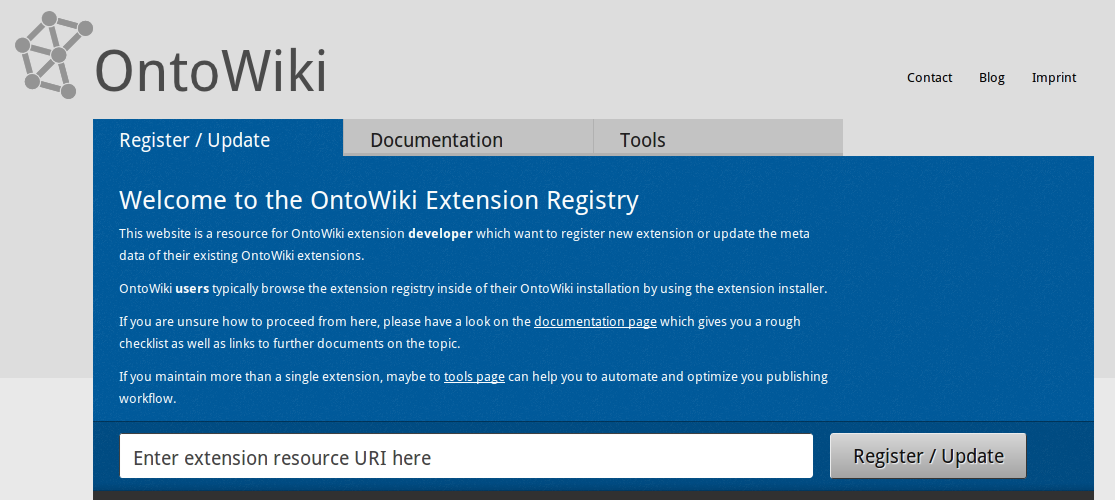 OntoWiki
Contact Blog Imprint
Register / Update Documentation Tools
Welcome to the OntoWiki Extension Registry
This website is a resource for OntoWiki extension developer which want to register new extension or update the meta
data of their existing OntoWiki extensions.
OntoWiki users typically browse the extension registry inside of their OntoWiki installation by using the extension installer.
If you are unsure how to proceed from here, please have a look on the documentation page which gives you a rough
checklist as well as links to further documents on the topic.
If you maintain more than a single extension, maybe to tools page can help you to automate and optimize you publishing
workflow.
Enter extension resource URI here Register / Update